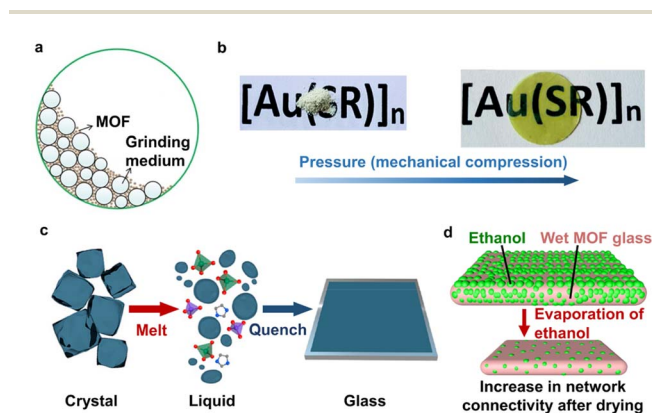 a
MOF
Grinding
medium
b
[Au(SR)]n
[Au(SR)]n
Pressure (mechanical compression)
c
Melt
Quench
Crystal
Liquid
Glass
d
Ethanol
Wet MOF glass
Evaporation of
ethanol
Increase in network
connectivity after drying